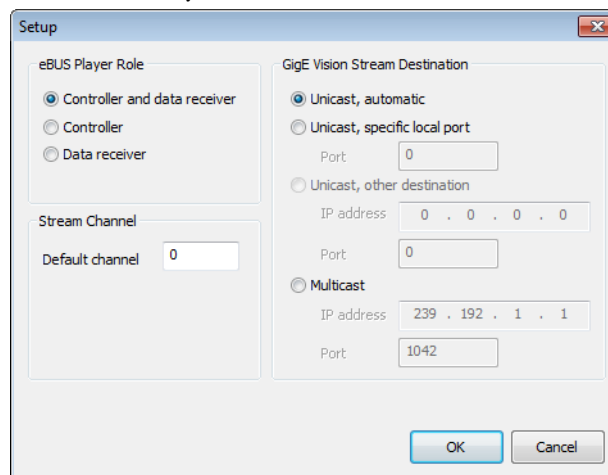 Setup
eBUS Player Role
Controller and data receiver
Controller
Data receiver
Stream Channel
Default channel 0
GigE Vision Stream Destination
Unicast, automatic
Unicast, specific local port
Port 0
Unicast, other destination
IP address 0 . 0 . 0 . 0
Port 0
Multicast
IP address 239 . 192 . 1 . 1
Port 1042
OK Cancel